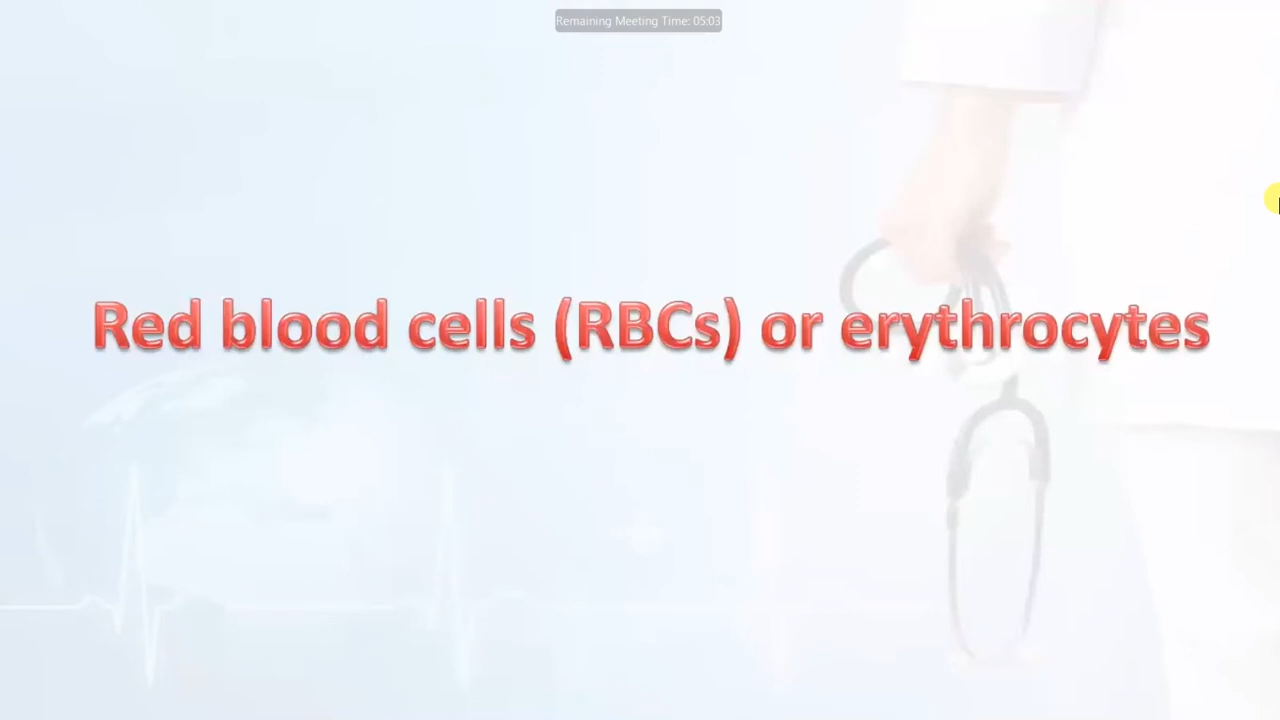 Remaining Meeting Time: 05:03
Red blood cells (RBCs) or erythrocytes